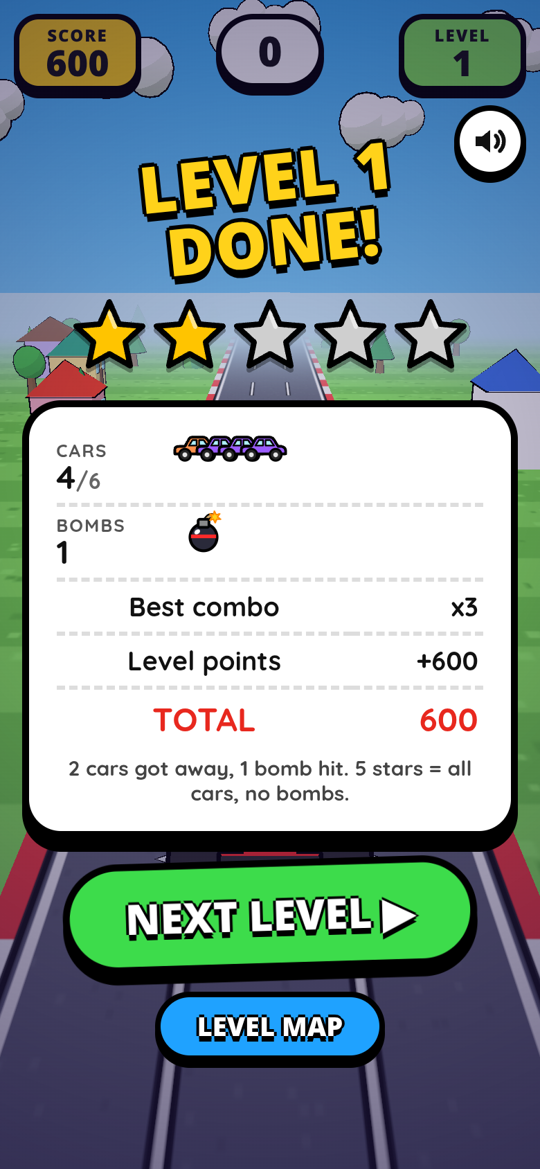 SCORE
600
0
LEVEL
1
LEVEL 1
DONE!
CARS
4/6
BOMBS
1
Best combo x3
Level points +600
TOTAL 600
2 cars got away, 1 bomb hit. 5 stars = all
cars, no bombs.
NEXT LEVEL ▶
LEVEL MAP